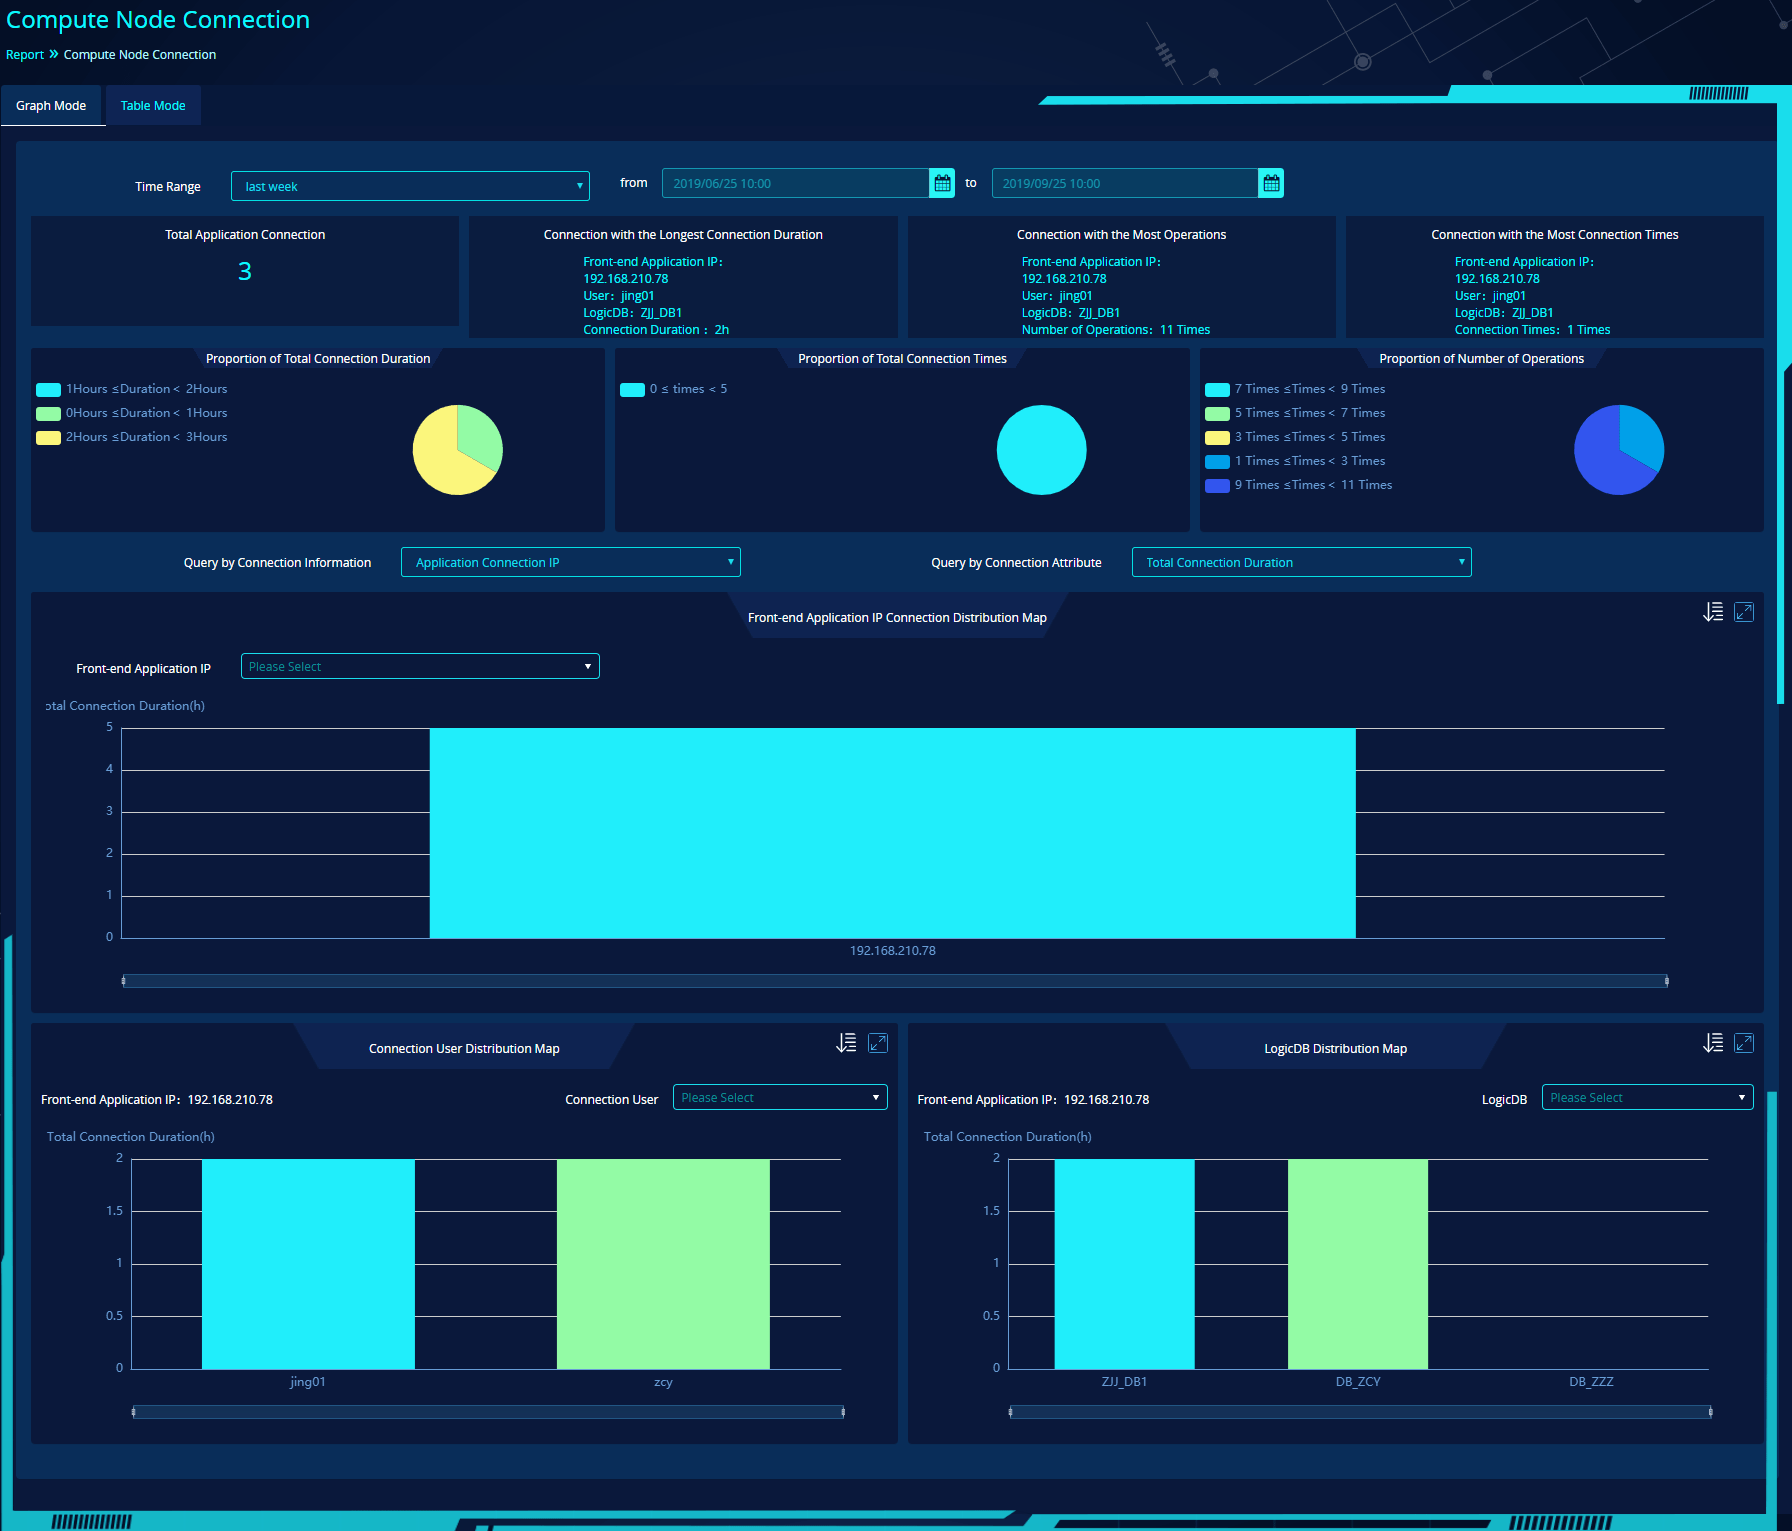 Compute Node Connection
Report » Compute Node Connection
Graph Mode
Table Mode
Time Range
last week
from
2019/06/25 10:00
to
2019/09/25 10:00
Total Application Connection
3
Connection with the Longest Connection Duration
Front-end Application IP：
192.168.210.78
User：jing01
LogicDB：ZJJ_DB1
Connection Duration ：2h
Connection with the Most Operations
Front-end Application IP：
192.168.210.78
User：jing01
LogicDB：ZJJ_DB1
Number of Operations：11 Times
Connection with the Most Connection Times
Front-end Application IP：
192.168.210.78
User：jing01
LogicDB：ZJJ_DB1
Connection Times：1 Times
Proportion of Total Connection Duration
1Hours ≤Duration < 2Hours
0Hours ≤Duration < 1Hours
2Hours ≤Duration < 3Hours
Proportion of Total Connection Times
0 ≤ times < 5
Proportion of Number of Operations
7 Times ≤Times < 9 Times
5 Times ≤Times < 7 Times
3 Times ≤Times < 5 Times
1 Times ≤Times < 3 Times
9 Times ≤Times < 11 Times
Query by Connection Information
Application Connection IP
Query by Connection Attribute
Total Connection Duration
Front-end Application IP Connection Distribution Map
Front-end Application IP
Please Select
otal Connection Duration(h)
5
4
3
2
1
0
192.168.210.78
Connection User Distribution Map
Front-end Application IP：192.168.210.78
Connection User
Please Select
Total Connection Duration(h)
2
1.5
1
0.5
0
jing01
zcy
LogicDB Distribution Map
Front-end Application IP：192.168.210.78
LogicDB
Please Select
Total Connection Duration(h)
2
1.5
1
0.5
0
ZJJ_DB1
DB_ZCY
DB_ZZZ